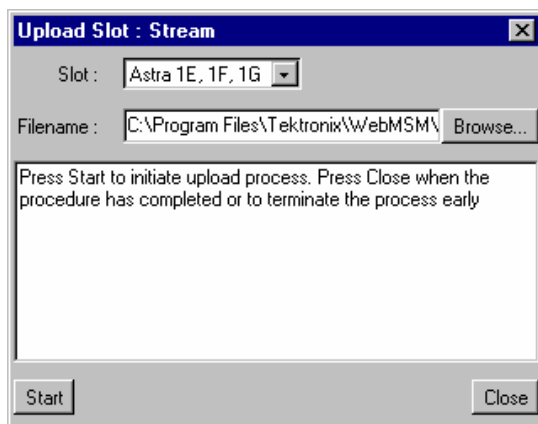 Upload Slot : Stream
Slot : Astra 1E, 1F, 1G
Filename : C:\Program Files\Tektronix\WebMSM\ Browse...
Press Start to initiate upload process. Press Close when the
procedure has completed or to terminate the process early
Start Close